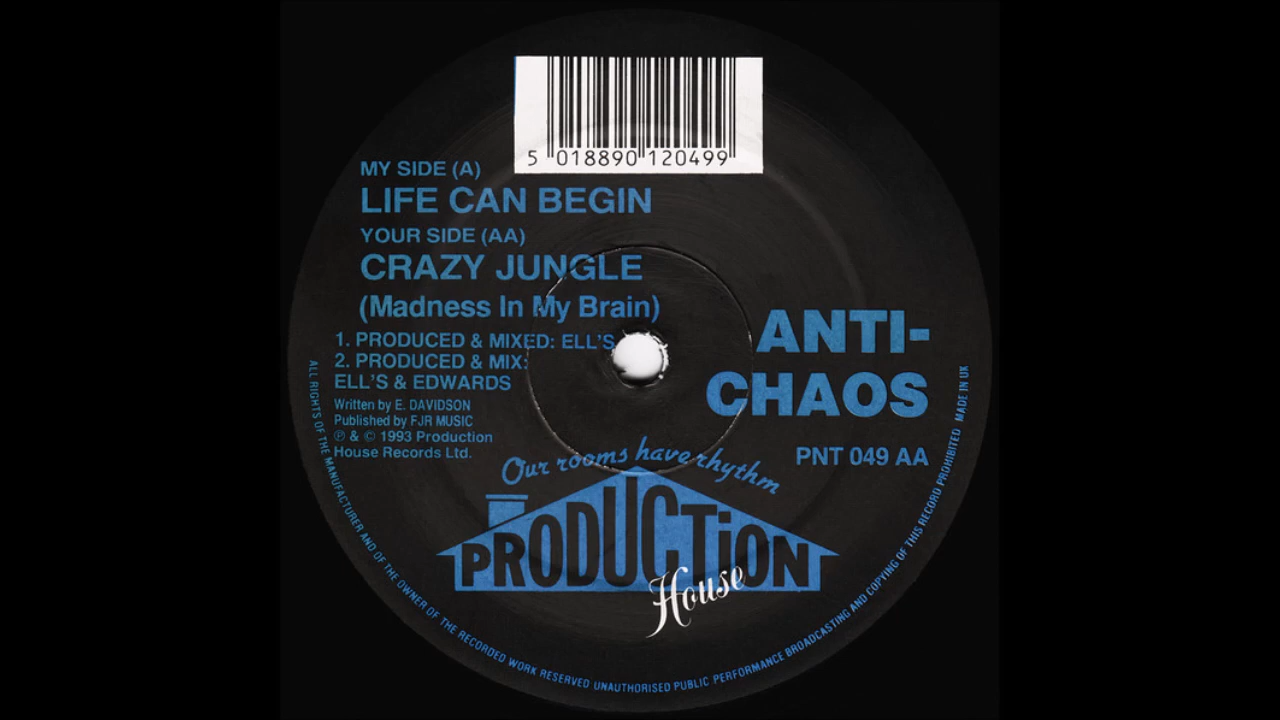 5 018890 120499
MY SIDE (A)
LIFE CAN BEGIN
YOUR SIDE (AA)
CRAZY JUNGLE
(Madness In My Brain)
1. PRODUCED & MIXED: ELL'S
2. PRODUCED & MIX:
ELL'S & EDWARDS
Written by E. DAVIDSON
Published by FJR MUSIC
℗ & © 1993 Production
House Records Ltd.
ANTI-
CHAOS
PNT 049 AA
Our rooms have rhythm
PRODUCTiON
House
ALL RIGHTS OF THE MANUFACTURER AND OF THE OWNER OF THE RECORDED WORK RESERVED UNAUTHORISED PUBLIC PERFORMANCE BROADCASTING AND COPYING OF THIS RECORD PROHIBITED MADE IN UK